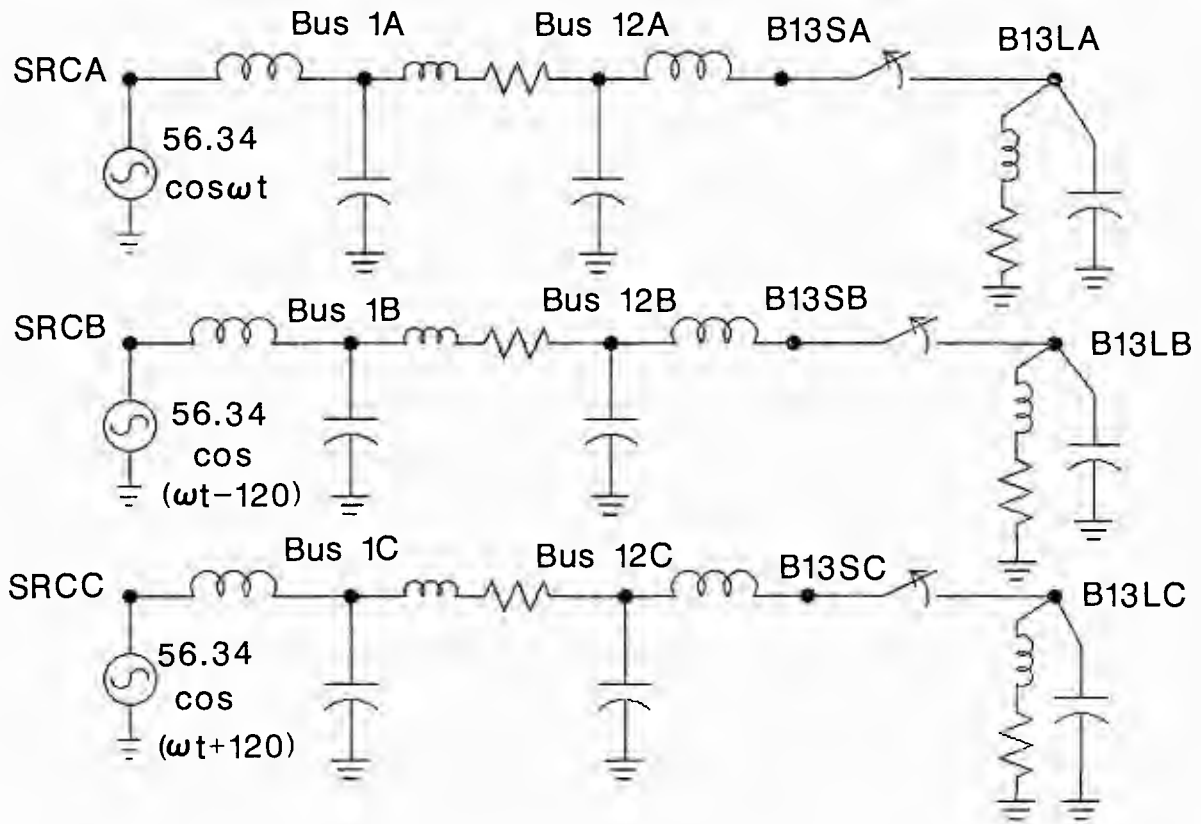 Bus 1A
Bus 12A
B13SA
B13LA
SRCA
56.34
cosωt
Bus 1B
Bus 12B
B13SB
SRCB
B13LB
56.34
cos
(ωt-120)
Bus 1C
Bus 12C
B13SC
SRCC
B13LC
56.34
cos
(ωt+120)